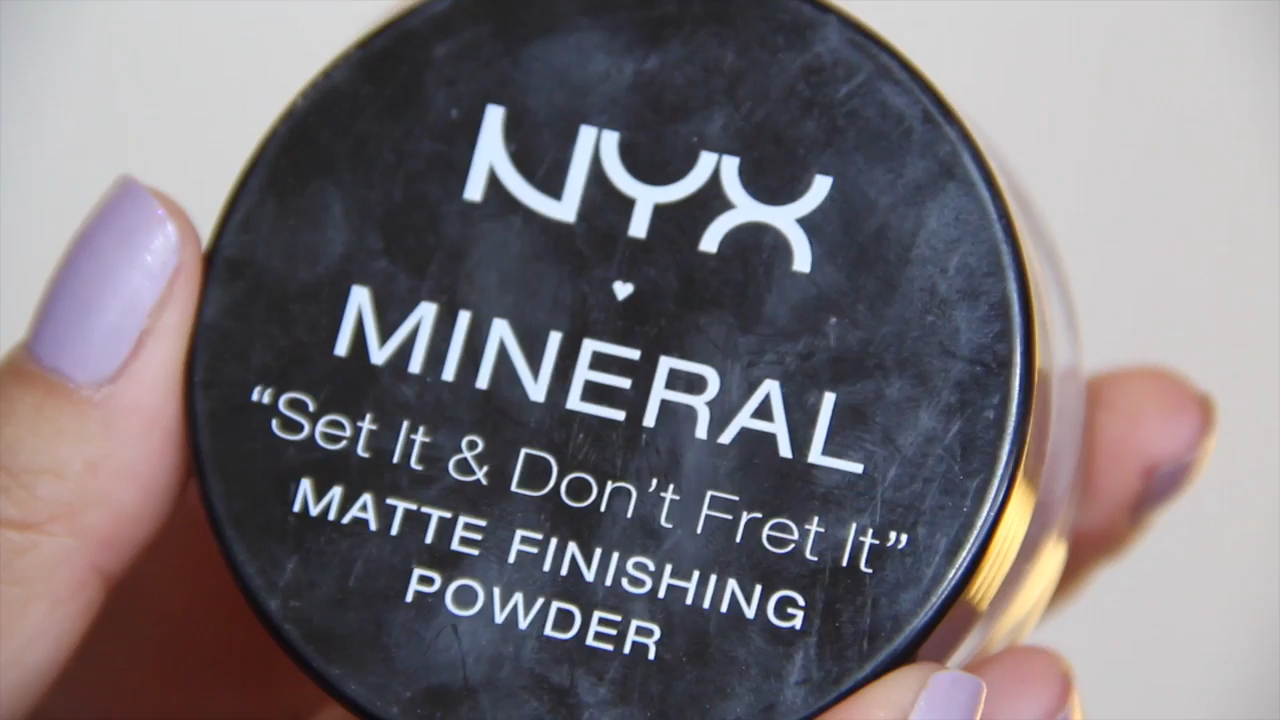 NYX
MINERAL
“Set It & Don’t Fret It”
MATTE FINISHING
POWDER